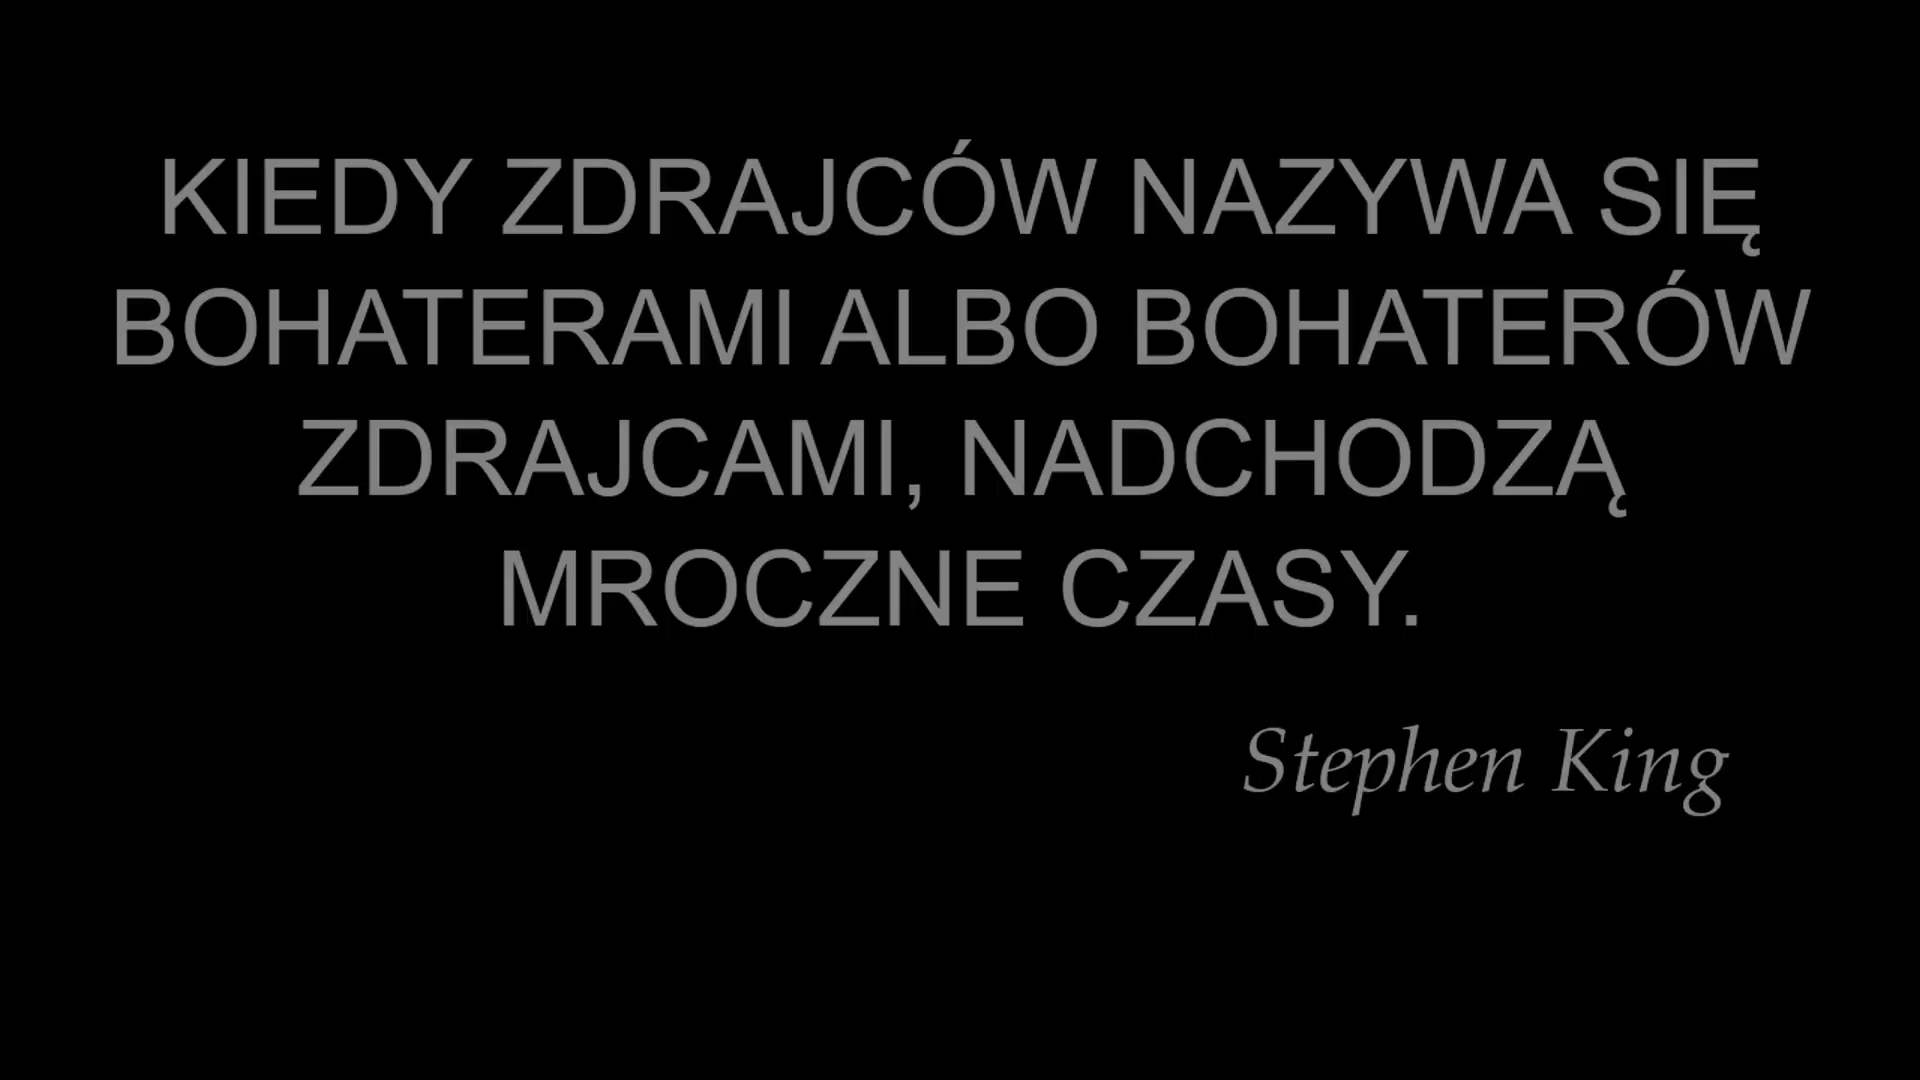 KIEDY ZDRAJCÓW NAZYWA SIĘ
BOHATERAMI ALBO BOHATERÓW
ZDRAJCAMI, NADCHODZĄ
MROCZNE CZASY.
Stephen King